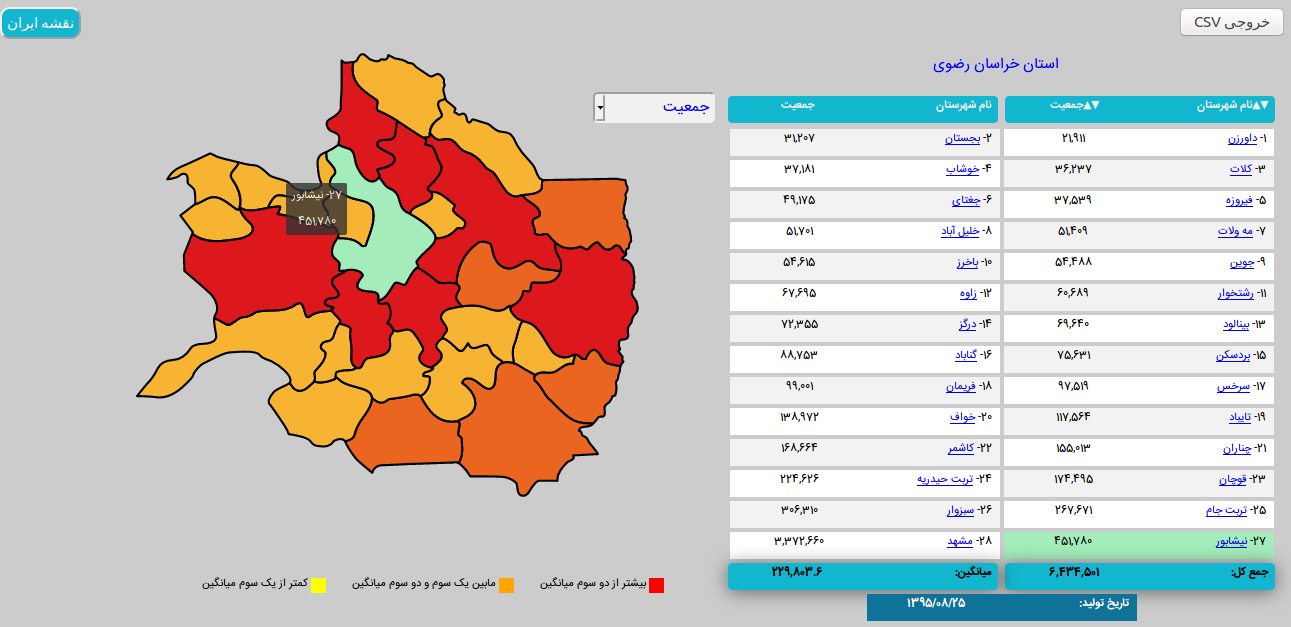 نقشه ایران
خروجی CSV
استان خراسان رضوی
جمعیت
▲▼نام شهرستان ▲▼جمعیت نام شهرستان جمعیت
۱- داورزن ۲۱,۹۱۱ ۲- بجستان ۳۱,۲۰۷
۳- کلات ۳۶,۲۳۷ ۴- خوشاب ۳۷,۱۸۱
۵- فیروزه ۳۷,۵۳۹ ۶- جغتای ۴۹,۱۷۵
۷- مه ولات ۵۱,۴۰۹ ۸- خلیل آباد ۵۱,۷۰۱
۹- جوین ۵۴,۴۸۸ ۱۰- باخرز ۵۴,۶۱۵
۱۱- رشتخوار ۶۰,۶۸۹ ۱۲- زاوه ۶۷,۶۹۵
۱۳- بینالود ۶۹,۶۴۰ ۱۴- درگز ۷۲,۳۵۵
۱۵- بردسکن ۷۵,۶۳۱ ۱۶- گناباد ۸۸,۷۵۳
۱۷- سرخس ۹۷,۵۱۹ ۱۸- فریمان ۹۹,۰۰۱
۱۹- تایباد ۱۱۷,۵۶۴ ۲۰- خواف ۱۳۸,۹۷۲
۲۱- چناران ۱۵۵,۰۱۳ ۲۲- کاشمر ۱۶۸,۶۶۴
۲۳- قوچان ۱۷۴,۴۹۵ ۲۴- تربت حیدریه ۲۲۴,۶۲۶
۲۵- تربت جام ۲۶۷,۶۷۱ ۲۶- سبزوار ۳۰۶,۳۱۰
۲۷- نیشابور ۴۵۱,۷۸۰ ۲۸- مشهد ۳,۳۷۲,۶۶۰
جمع کل: ۶,۴۳۴,۵۰۱ میانگین: ۲۲۹,۸۰۳.۶
تاریخ تولید: ۱۳۹۵/۰۸/۲۵
۲۷- نیشابور
۴۵۱,۷۸۰
بیشتر از دو سوم میانگین مابین یک سوم و دو سوم میانگین کمتر از یک سوم میانگین